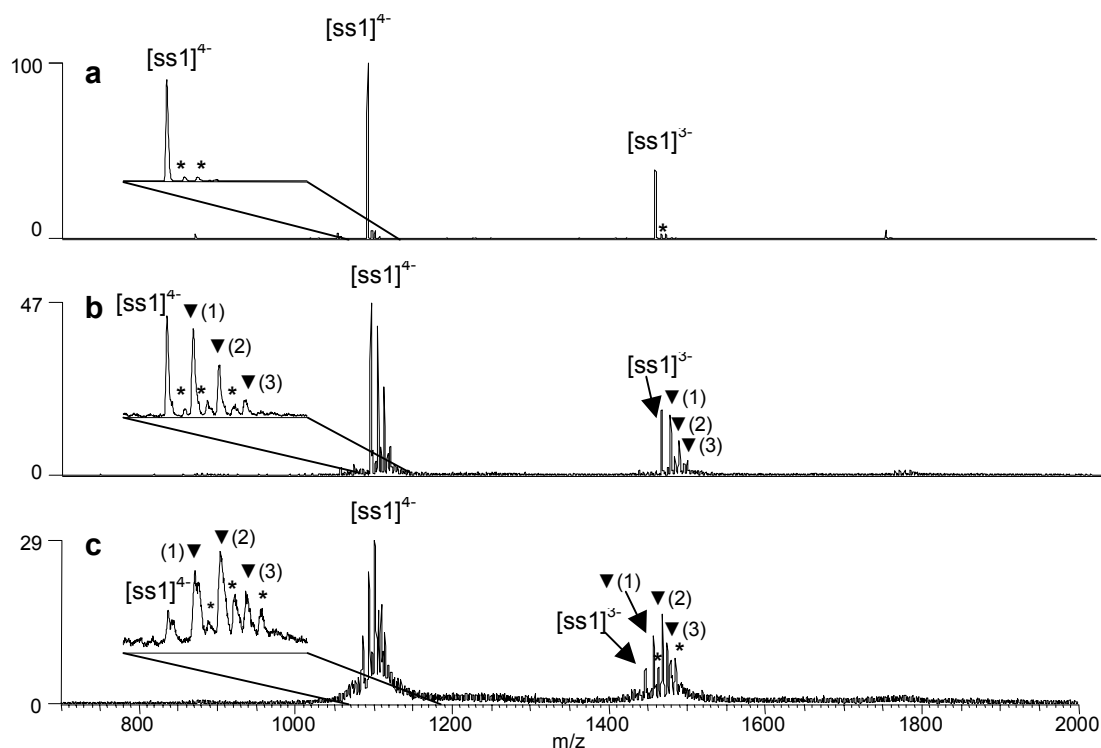 [ss1]4-
[ss1]4-
100
a
* *
[ss1]3-
*
0
[ss1]4-
47
b
[ss1]4-
▼ (1)
▼ (2)
* * *
▼ (3)
[ss1]3-
▼ (1)
▼ (2)
▼ (3)
0
[ss1]4-
29
c
(1) ▼
▼ (2)
▼ (3)
[ss1]4-
* * *
▼ (1)
▼ (2)
[ss1]3-
▼ (3)
* *
0
800 1000 1200 1400 1600 1800 2000
m/z